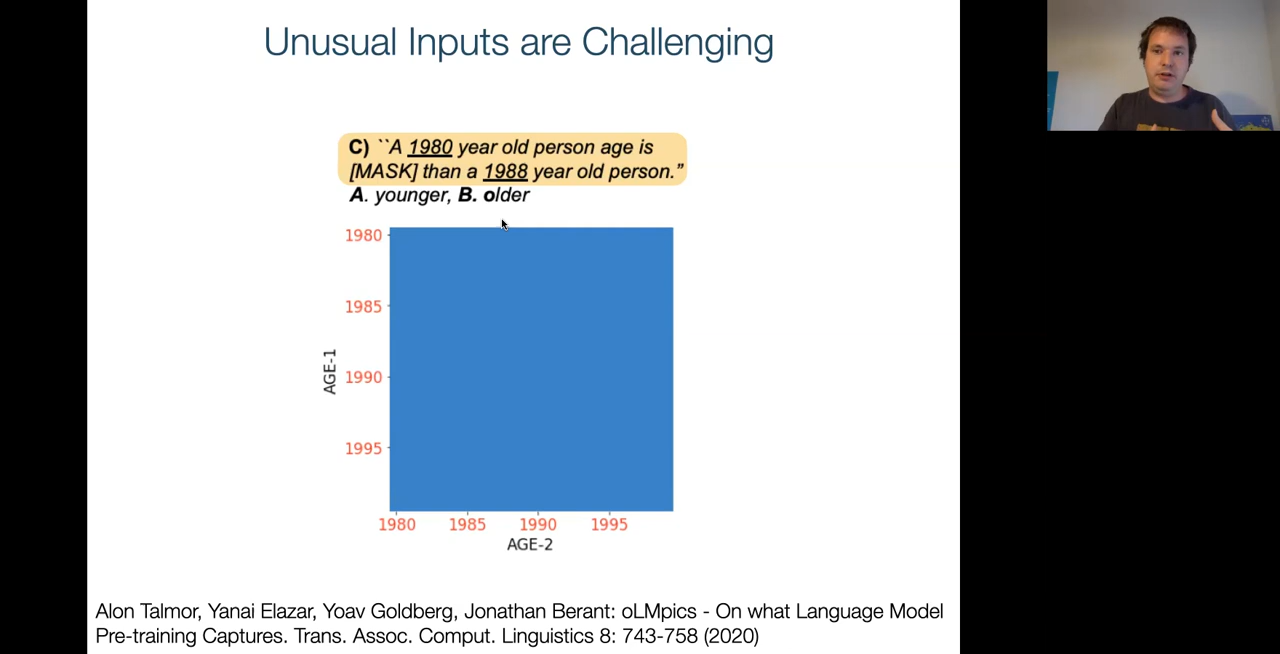 Unusual Inputs are Challenging
C) ``A 1980 year old person age is
[MASK] than a 1988 year old person.”
A. younger, B. older
1980
1985
1990
1995
AGE-1
1980 1985 1990 1995
AGE-2
Alon Talmor, Yanai Elazar, Yoav Goldberg, Jonathan Berant: oLMpics - On what Language Model
Pre-training Captures. Trans. Assoc. Comput. Linguistics 8: 743-758 (2020)